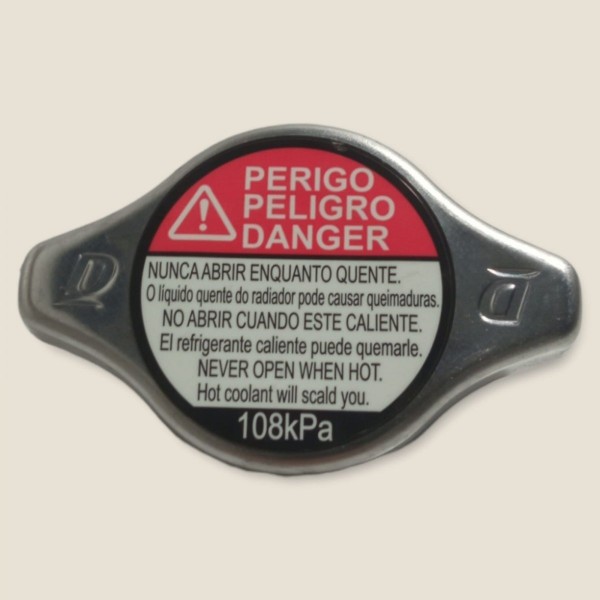 PERIGO
PELIGRO
DANGER
NUNCA ABRIR ENQUANTO QUENTE.
O líquido quente do radiador pode causar queimaduras.
NO ABRIR CUANDO ESTE CALIENTE.
El refrigerante caliente puede quemarle.
NEVER OPEN WHEN HOT.
Hot coolant will scald you.
108kPa